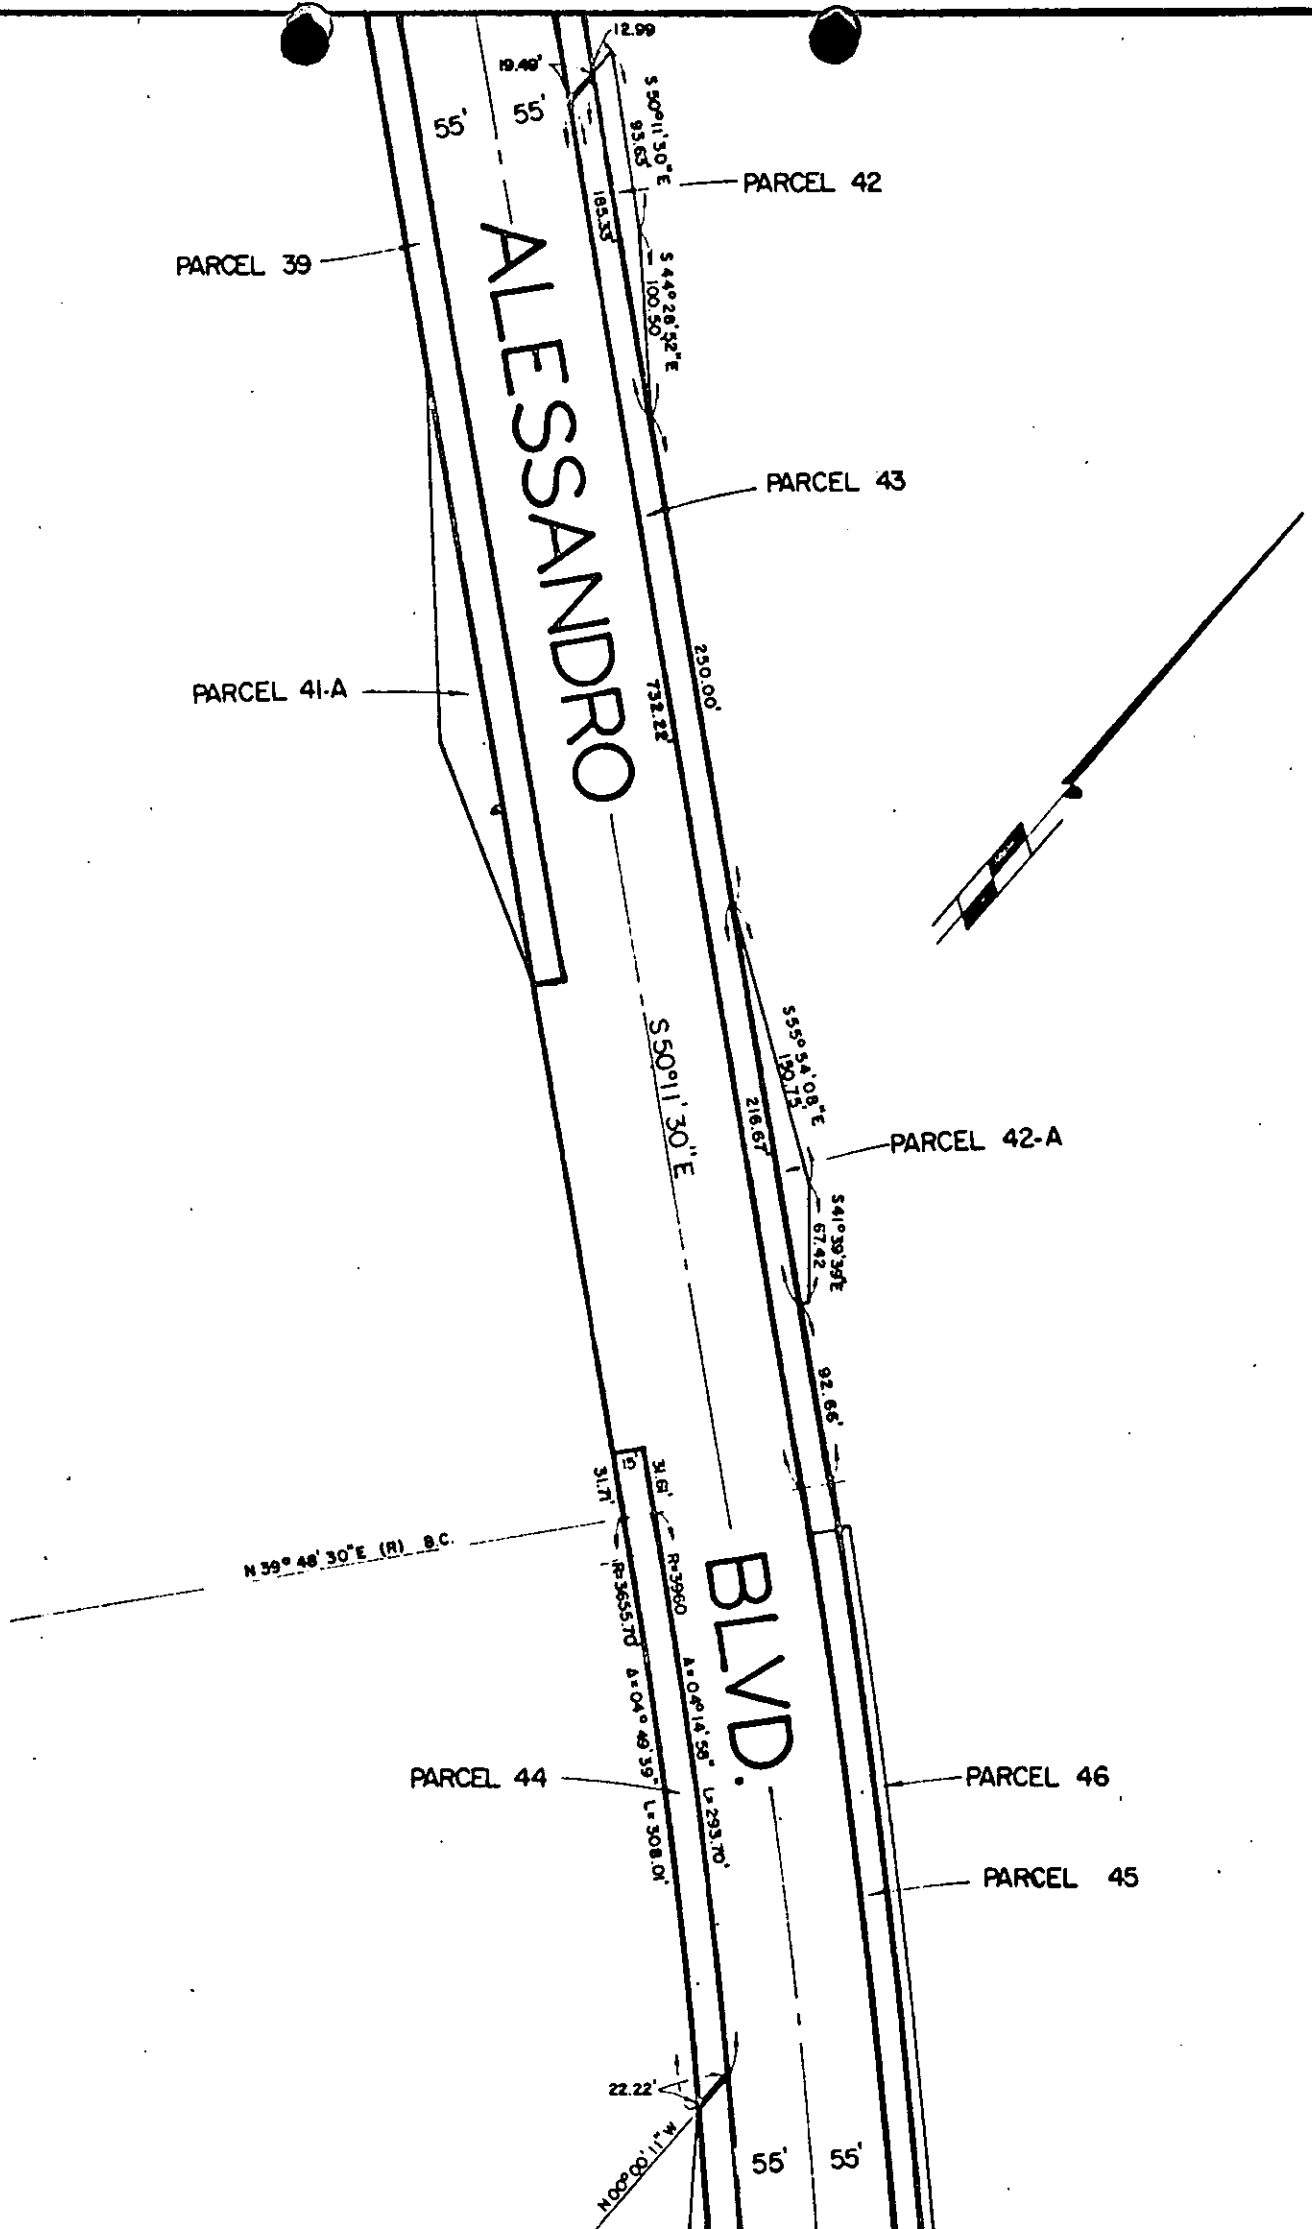 12.99
19.49'
55'
55'
S 50°11'30"E
93.63'
PARCEL 42
185.33'
PARCEL 39
S 44°28'52"E
100.50'
ALESSANDRO
PARCEL 43
250.00'
732.22'
PARCEL 41-A
S 50°11'30"E
S 55°54'08"E
150.75'
216.67'
PARCEL 42-A
S 41°39'39"E
67.42
92.66'
31.71'
31.61'
N 39°48'30"E (R) B.C.
R=3655.70'
Δ=04°49'39"
L=308.01'
R=3960
Δ=04°14'58"
L=293.70'
BLVD.
PARCEL 44
PARCEL 46
PARCEL 45
22.22'
N 00°00'11"W
55'
55'